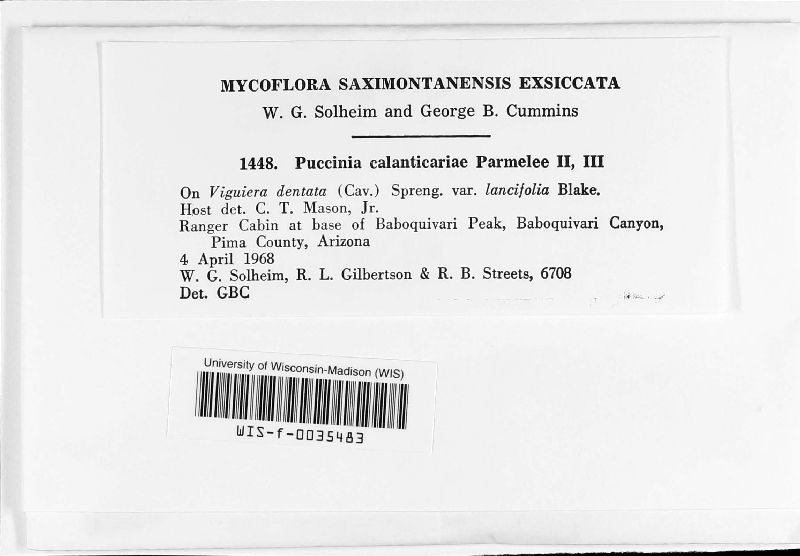 MYCOFLORA SAXIMONTANENSIS EXSICCATA
W. G. Solheim and George B. Cummins
1448. Puccinia calanticariae Parmelee II, III
On Viguiera dentata (Cav.) Spreng. var. lancifolia Blake.
Host det. C. T. Mason, Jr.
Ranger Cabin at base of Baboquivari Peak, Baboquivari Canyon,
Pima County, Arizona
4 April 1968
W. G. Solheim, R. L. Gilbertson & R. B. Streets, 6708
Det. GBC
University of Wisconsin-Madison (WIS)
WIS-f-0035483